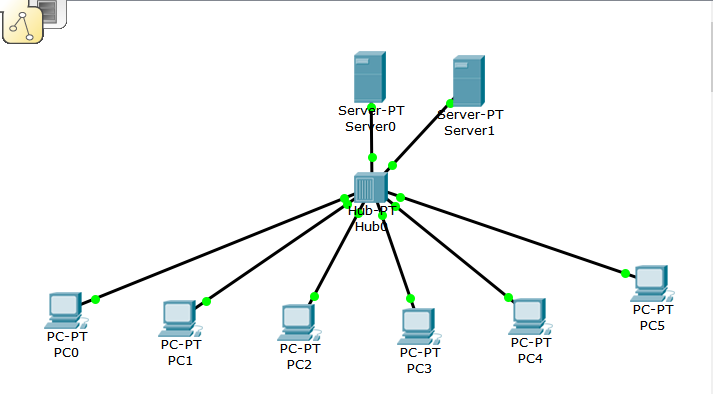 Server-PT
Server0
Server-PT
Server1
Hub-PT
Hub0
PC-PT
PC0
PC-PT
PC1
PC-PT
PC2
PC-PT
PC3
PC-PT
PC4
PC-PT
PC5